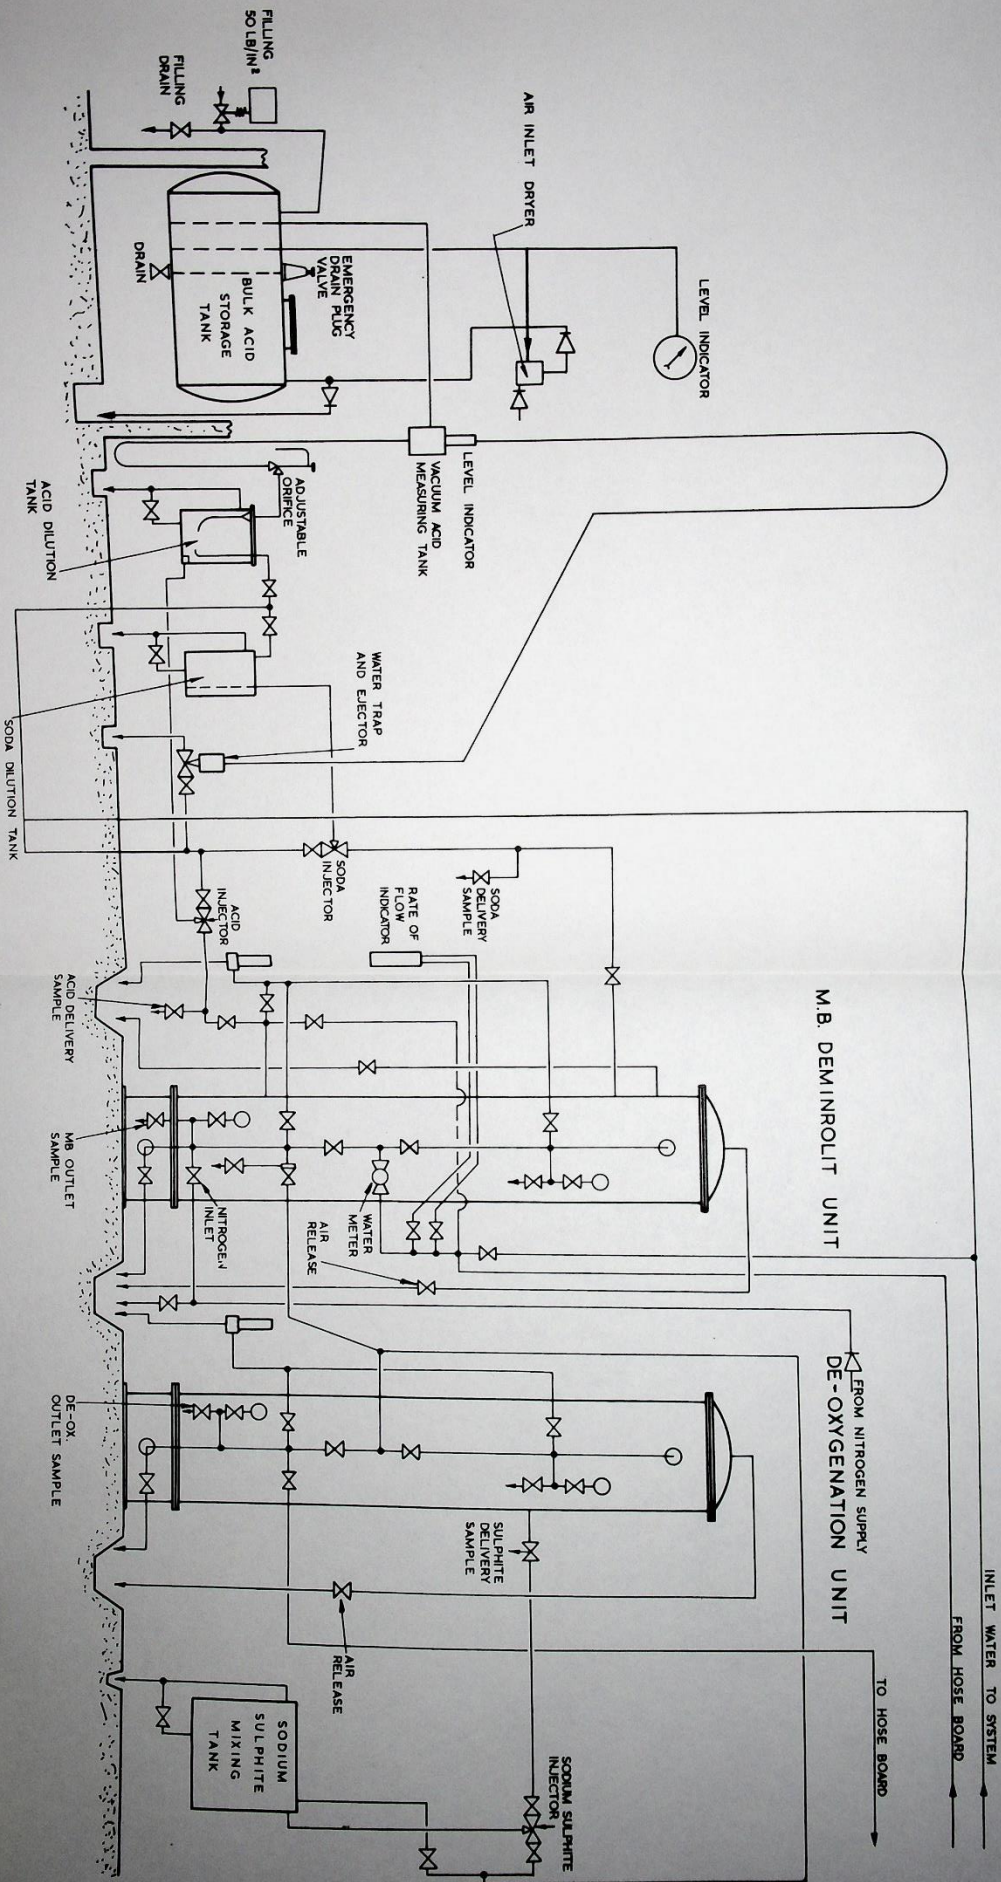 FILLING
50 LB/IN²
FILLING
DRAIN
AIR INLET DRYER
LEVEL INDICATOR
EMERGENCY
DRAIN PLUG
VALVE
DRAIN
BULK ACID
STORAGE
TANK
LEVEL INDICATOR
VACUUM ACID
MEASURING TANK
ADJUSTABLE
ORIFICE
ACID DILUTION
TANK
WATER TRAP
AND EJECTOR
SODA DILUTION TANK
SODA
INJECTOR
SODA
DELIVERY
SAMPLE
ACID
INJECTOR
RATE OF
FLOW
INDICATOR
ACID DELIVERY
SAMPLE
M.B. DEMINROLIT UNIT
MB OUTLET
SAMPLE
NITROGEN
INLET
WATER
METER
AIR
RELEASE
FROM NITROGEN SUPPLY
DE-OXYGENATION UNIT
DE-OX.
OUTLET SAMPLE
SULPHITE
DELIVERY
SAMPLE
AIR
RELEASE
INLET WATER TO SYSTEM
FROM HOSE BOARD
TO HOSE BOARD
SODIUM
SULPHITE
MIXING
TANK
SODIUM SULPHITE
INJECTOR